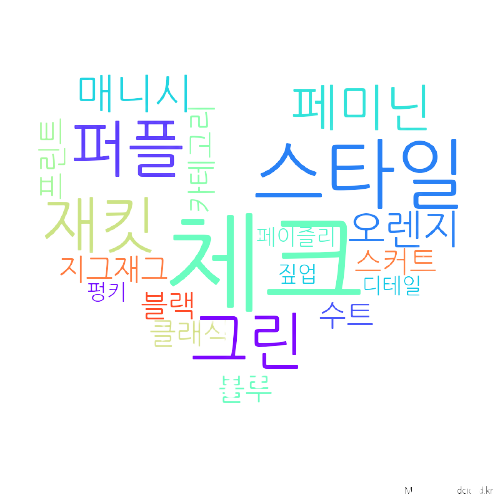 매니시
페미닌
퍼플
카테고리
프린트
스타일
재킷
체크
페이즐리
오렌지
지그재그
짚업
스커트
펑키
블랙
디테일
클래식
그린
수트
블루